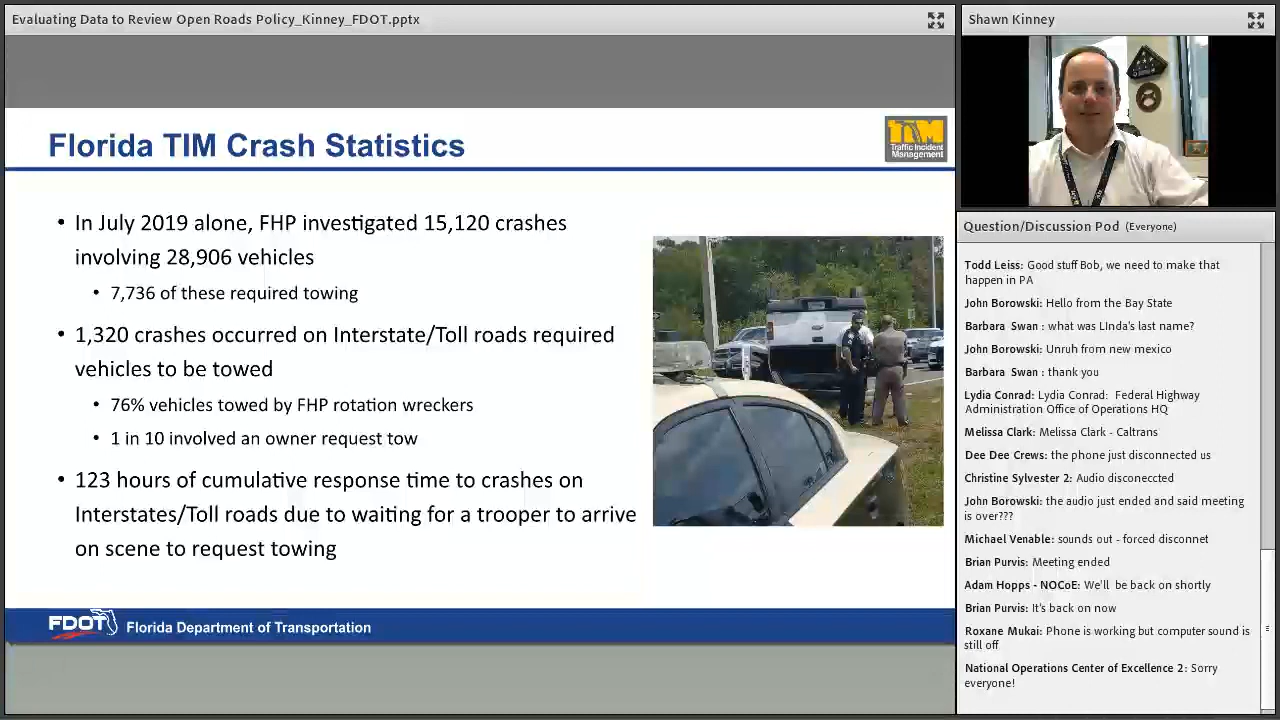 Evaluating Data to Review Open Roads Policy_Kinney_FDOT.pptx
Florida TIM Crash Statistics
TIM
Traffic Incident
Management
• In July 2019 alone, FHP investigated 15,120 crashes
involving 28,906 vehicles
• 7,736 of these required towing
• 1,320 crashes occurred on Interstate/Toll roads required
vehicles to be towed
• 76% vehicles towed by FHP rotation wreckers
• 1 in 10 involved an owner request tow
• 123 hours of cumulative response time to crashes on
Interstates/Toll roads due to waiting for a trooper to arrive
on scene to request towing
FDOT
Florida Department of Transportation
Shawn Kinney
Question/Discussion Pod (Everyone)
Todd Leiss: Good stuff Bob, we need to make that
happen in PA
John Borowski: Hello from the Bay State
Barbara Swan : what was LInda's last name?
John Borowski: Unruh from new mexico
Barbara Swan : thank you
Lydia Conrad: Lydia Conrad: Federal Highway
Administration Office of Operations HQ
Melissa Clark: Melissa Clark - Caltrans
Dee Dee Crews: the phone just disconnected us
Christine Sylvester 2: Audio disconeccted
John Borowski: the audio just ended and said meeting
is over???
Michael Venable: sounds out - forced disconnet
Brian Purvis: Meeting ended
Adam Hopps - NOCoE: We'll be back on shortly
Brian Purvis: It's back on now
Roxane Mukai: Phone is working but computer sound is
still off
National Operations Center of Excellence 2: Sorry
everyone!